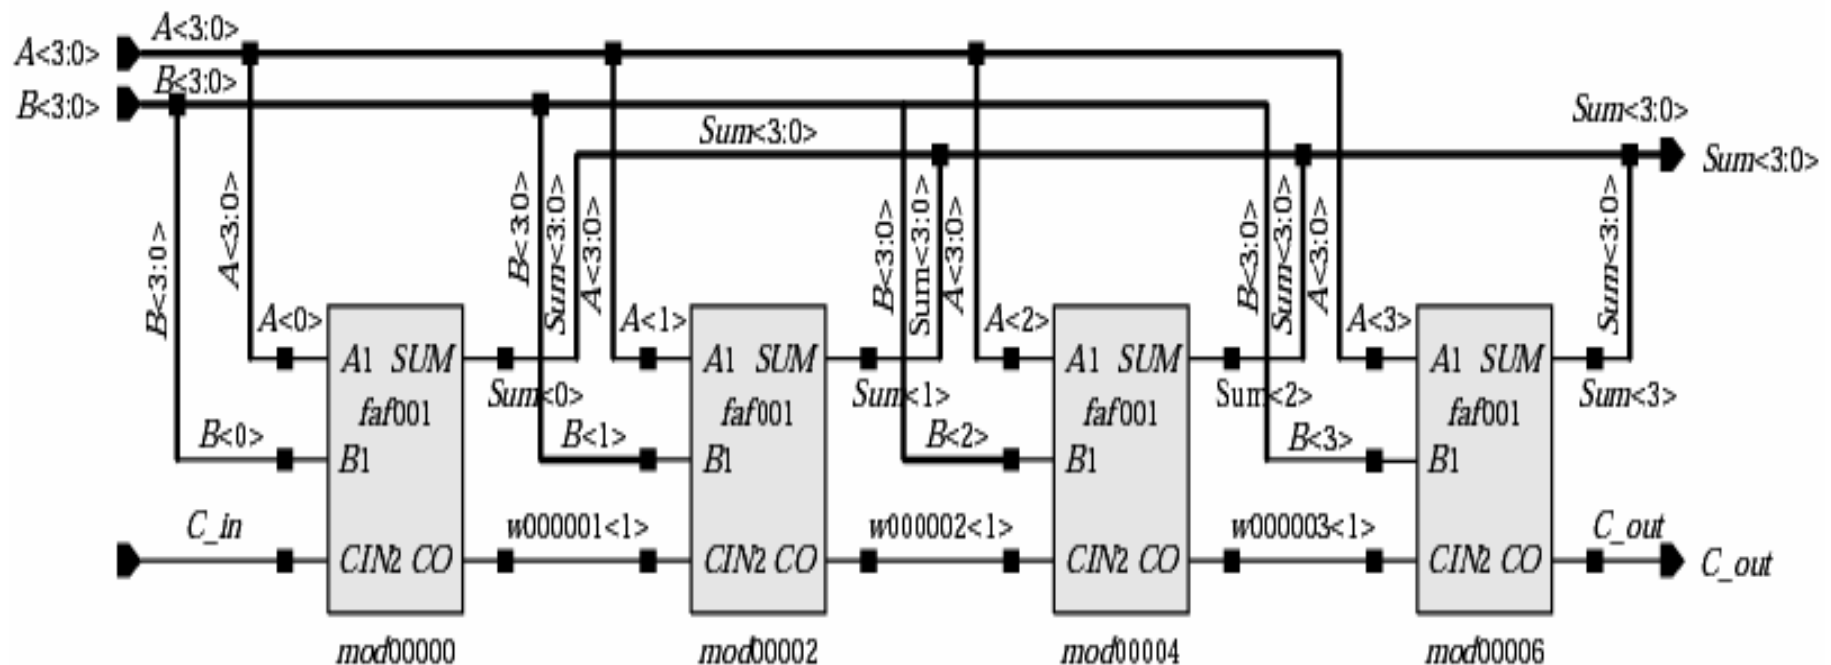 A<3:0>
A<3:0>
B<3:0>
B<3:0>
Sum<3:0>
Sum<3:0>
Sum<3:0>
B<3:0>
A<3:0>
B<3:0>
Sum<3:0>
A<3:0>
B<3:0>
Sum<3:0>
A<3:0>
B<3:0>
Sum<3:0>
A<3:0>
Sum<3:0>
A<0> A<1> A<2> A<3>
A1 SUM A1 SUM A1 SUM A1 SUM
Sum<0> Sum<1> Sum<2> Sum<3>
faf001 faf001 faf001 faf001
B<0> B<1> B<2> B<3>
B1 B1 B1 B1
C_in w000001<1> w000002<1> w000003<1> C_out
CIN2 CO CIN2 CO CIN2 CO CIN2 CO C_out
mod00000 mod00002 mod00004 mod00006